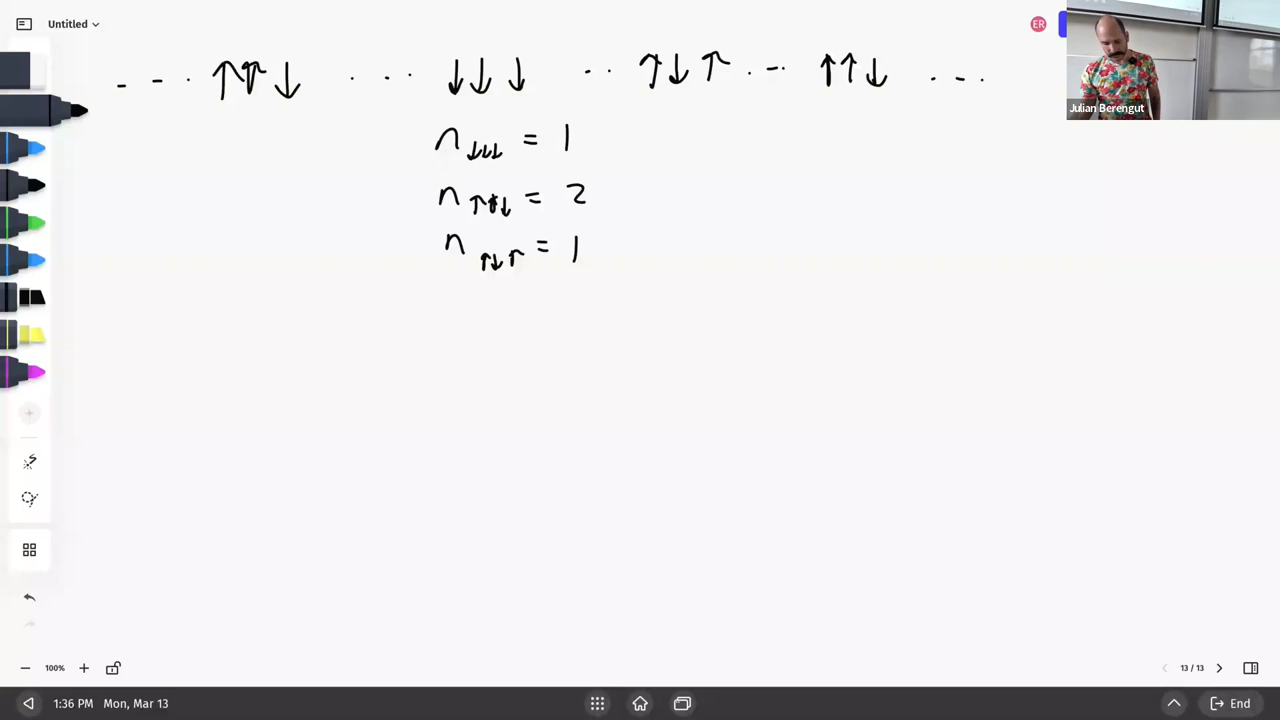 Untitled
ER
Julian Berengut
-- · ↑↑↓ · · · ↓↓↓ · · ↑↓↑ · -· ↑↑↓ · - ·
n↓↓↓ = 1
n↑↑↓ = 2
n↑↓↑ = 1
100%
13 / 13
1:36 PM Mon, Mar 13
End